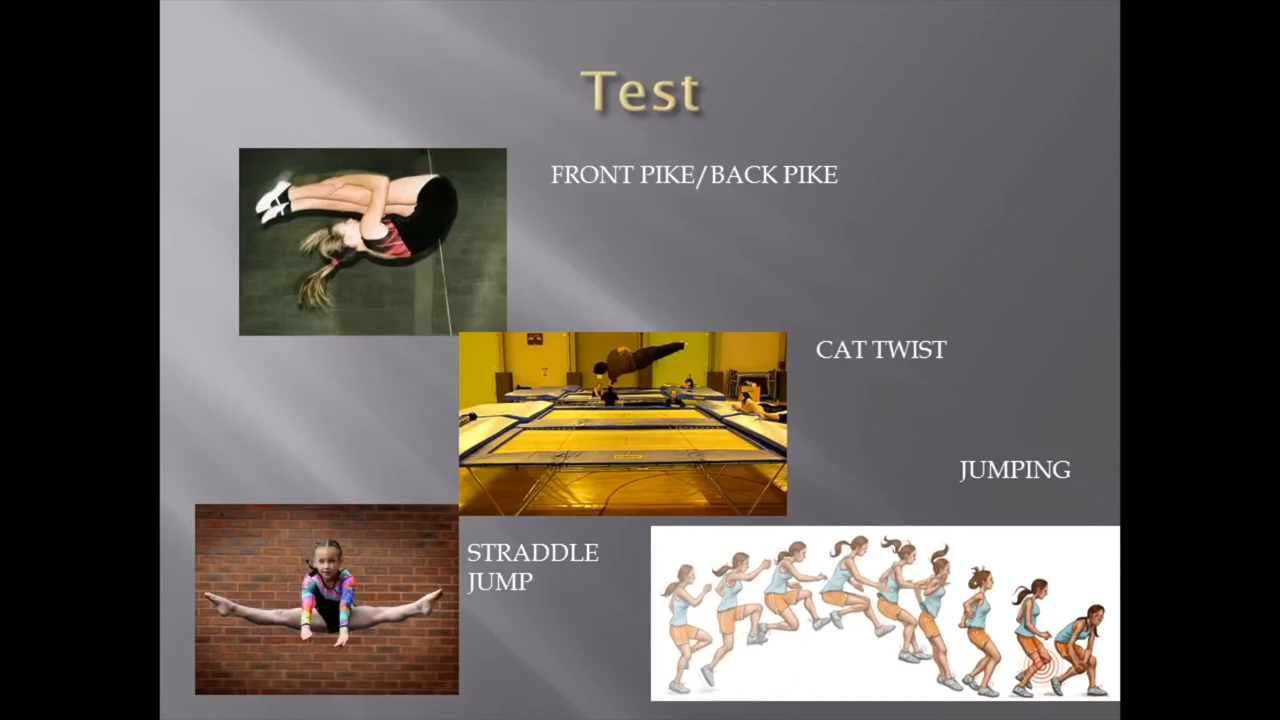 Test
FRONT PIKE/BACK PIKE
CAT TWIST
JUMPING
STRADDLE
JUMP